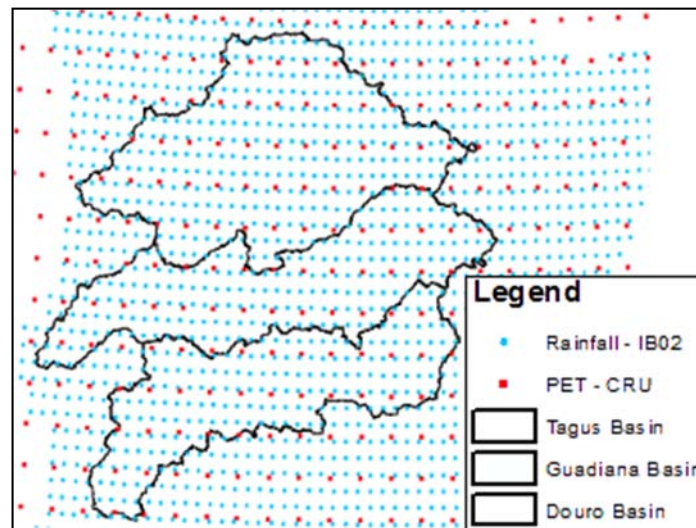 Legend
Rainfall - IB02
PET - CRU
Tagus Basin
Guadiana Basin
Douro Basin